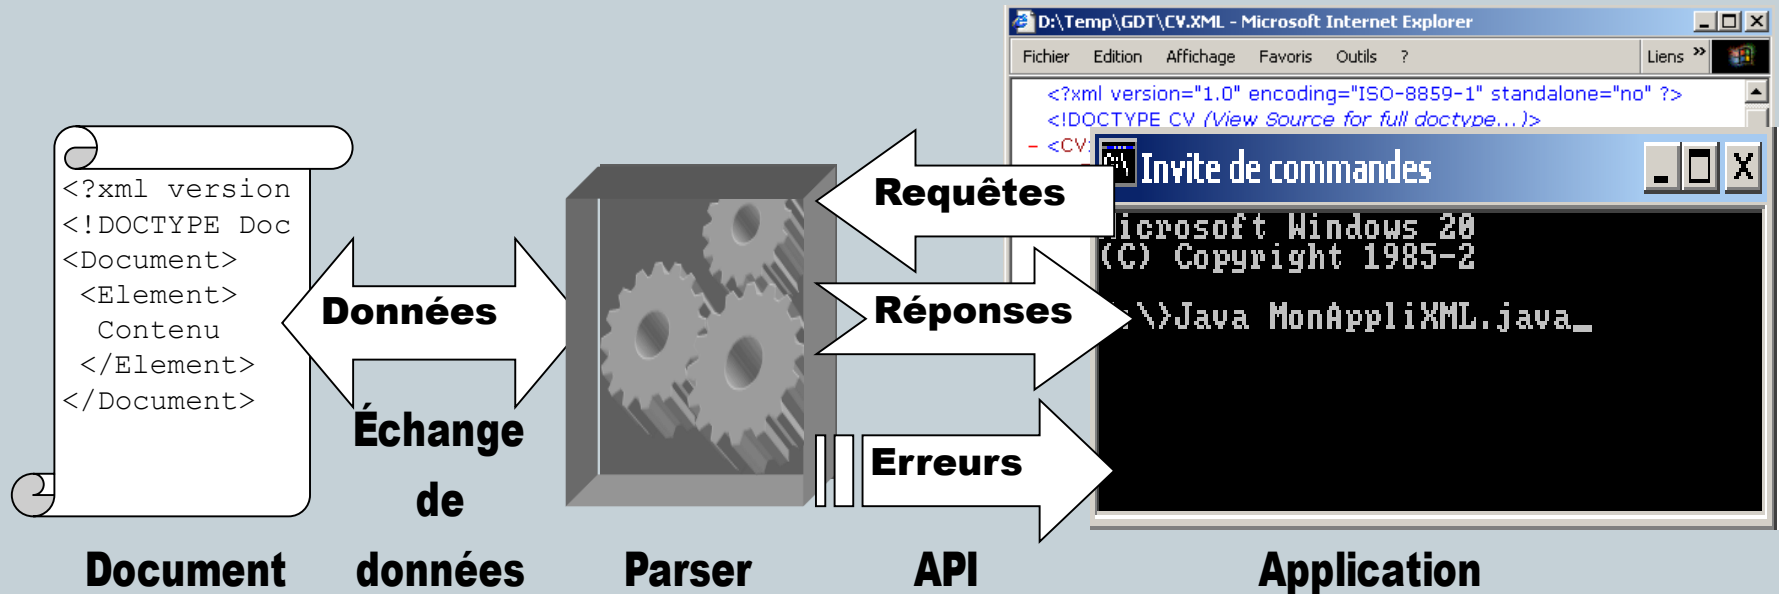 D:\Temp\GDT\CV.XML - Microsoft Internet Explorer
Fichier Edition Affichage Favoris Outils ? Liens »
<?xml version="1.0" encoding="ISO-8859-1" standalone="no" ?>
<!DOCTYPE CV (View Source for full doctype...)>
- <CV
Invite de commandes
Microsoft Windows 20
(C) Copyright 1985-2
:\>Java MonAppliXML.java_
<?xml version
<!DOCTYPE Doc
<Document>
<Element>
Contenu
</Element>
</Document>
Données
Requêtes
Réponses
Erreurs
Échange
de
données
Document
Parser
API
Application